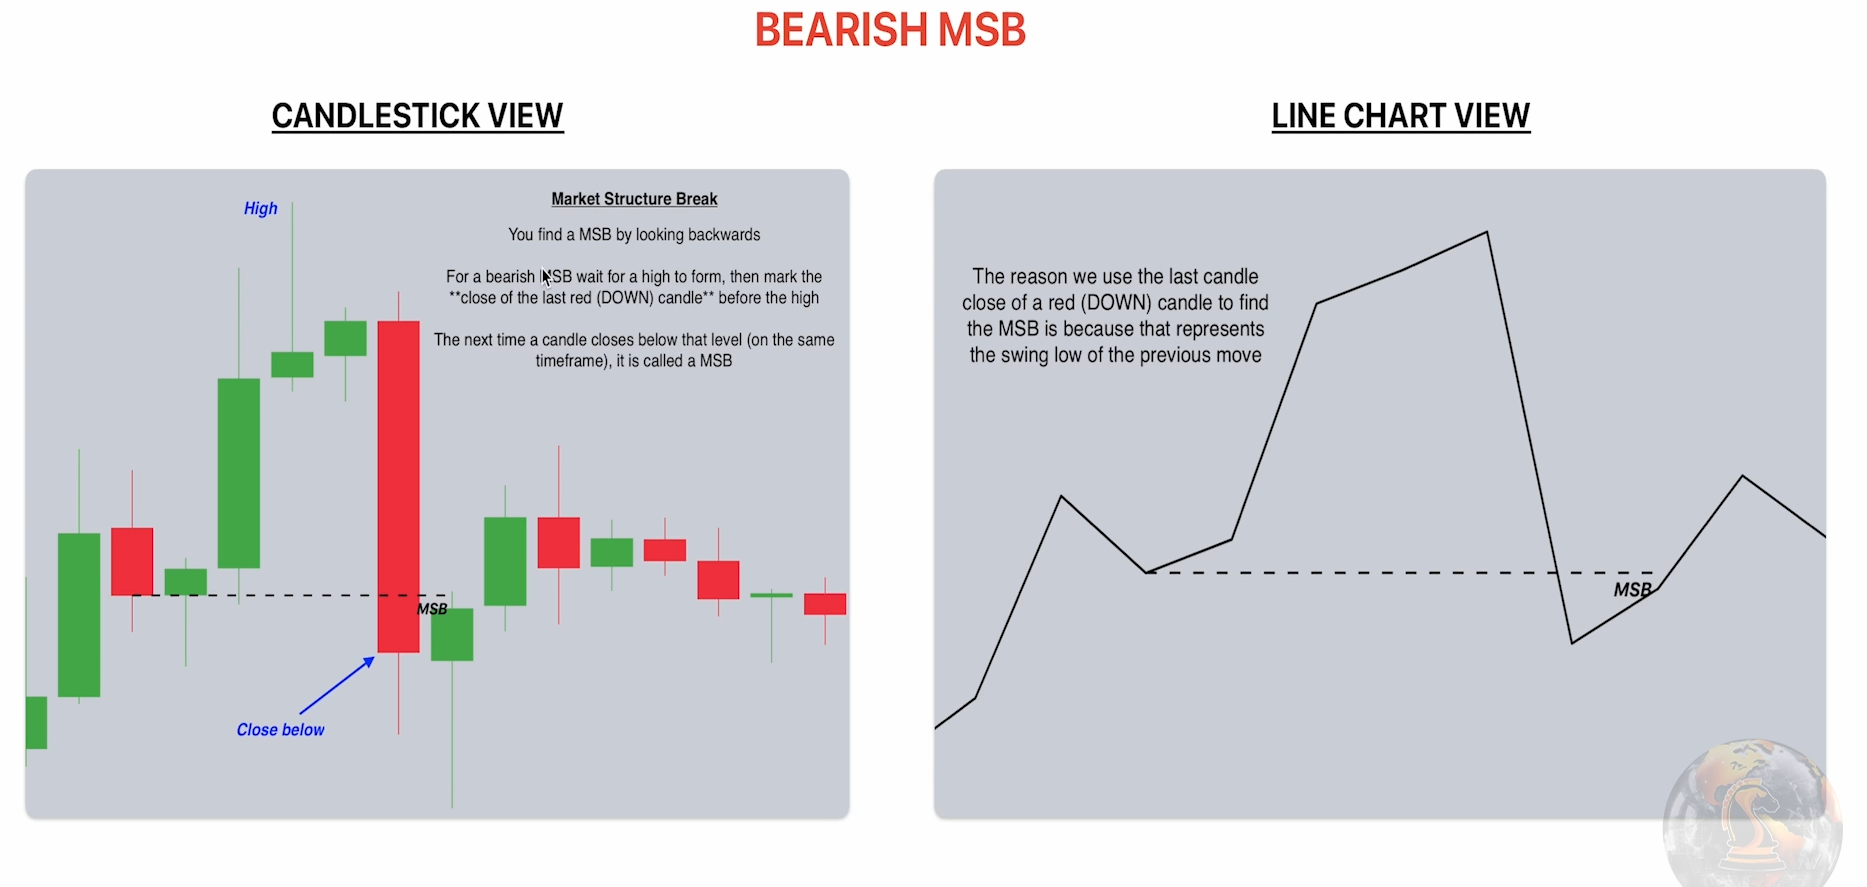 BEARISH MSB
CANDLESTICK VIEW
High
Market Structure Break
You find a MSB by looking backwards
For a bearish MSB wait for a high to form, then mark the
**close of the last red (DOWN) candle** before the high
The next time a candle closes below that level (on the same
timeframe), it is called a MSB
MSB
Close below
LINE CHART VIEW
The reason we use the last candle
close of a red (DOWN) candle to find
the MSB is because that represents
the swing low of the previous move
MSB